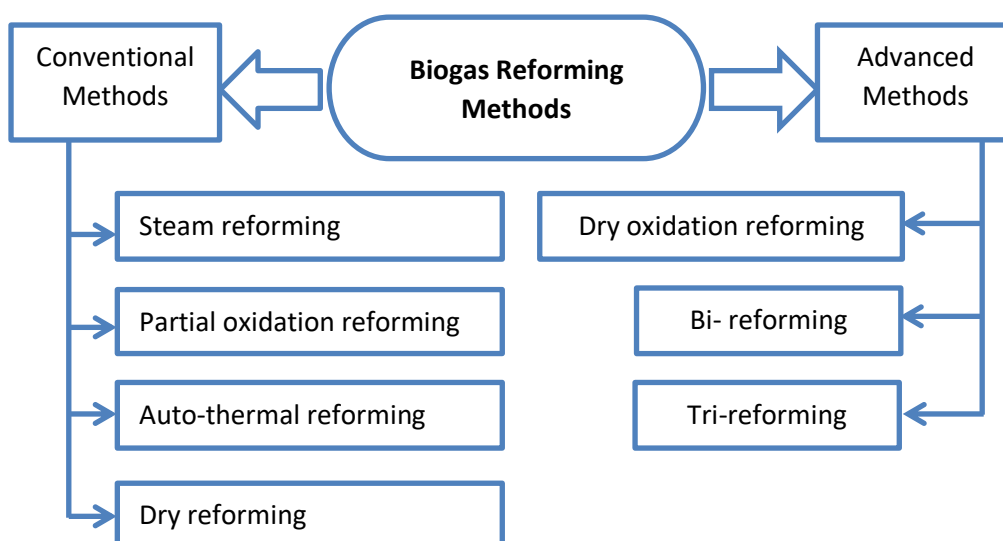 Conventional
Methods
Biogas Reforming
Methods
Advanced
Methods
Steam reforming
Partial oxidation reforming
Auto-thermal reforming
Dry reforming
Dry oxidation reforming
Bi- reforming
Tri-reforming